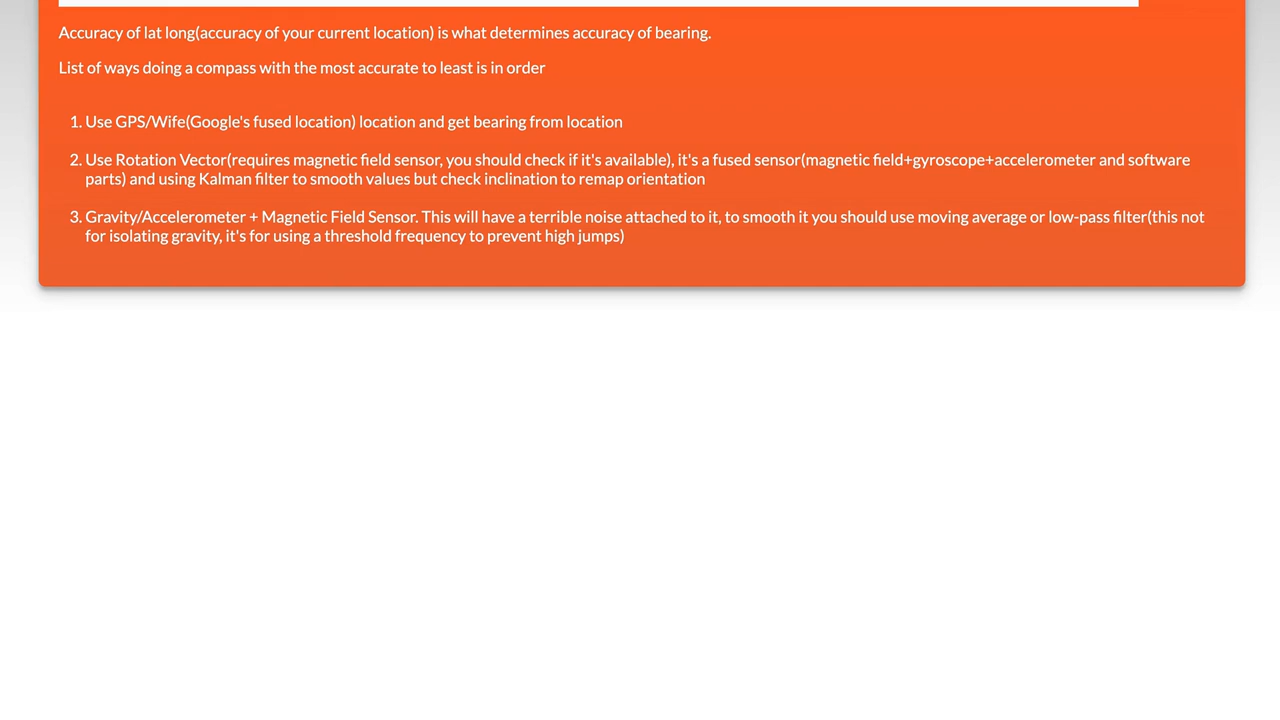 Accuracy of lat long(accuracy of your current location) is what determines accuracy of bearing.
List of ways doing a compass with the most accurate to least is in order
1. Use GPS/Wife(Google's fused location) location and get bearing from location
2. Use Rotation Vector(requires magnetic field sensor, you should check if it's available), it's a fused sensor(magnetic field+gyroscope+accelerometer and software
parts) and using Kalman filter to smooth values but check inclination to remap orientation
3. Gravity/Accelerometer + Magnetic Field Sensor. This will have a terrible noise attached to it, to smooth it you should use moving average or low-pass filter(this not
for isolating gravity, it's for using a threshold frequency to prevent high jumps)